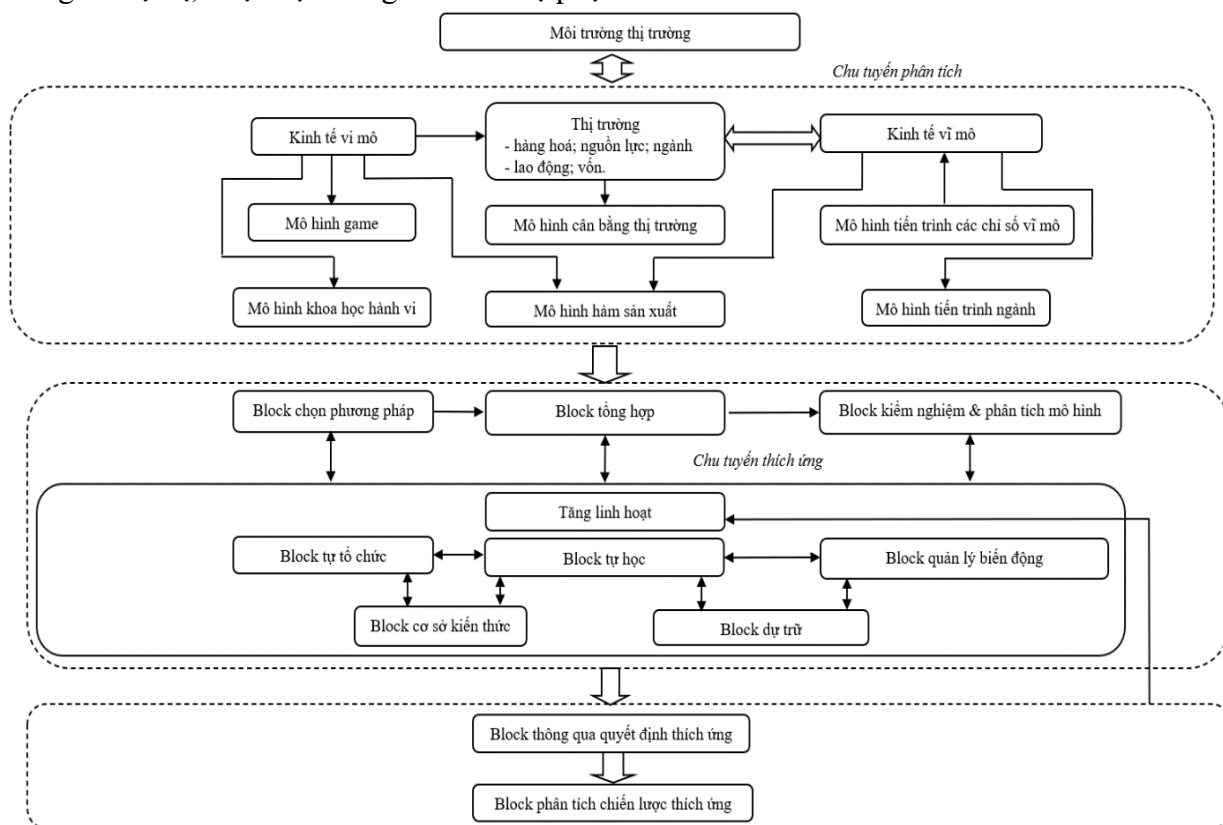 Môi trường thị trường
Chu tuyến phân tích
Kinh tế vi mô
Thị trường
- hàng hoá; nguồn lực; ngành
- lao động; vốn.
Kinh tế vĩ mô
Mô hình game
Mô hình cân bằng thị trường
Mô hình tiến trình các chỉ số vĩ mô
Mô hình khoa học hành vi
Mô hình hàm sản xuất
Mô hình tiến trình ngành
Block chọn phương pháp
Block tổng hợp
Block kiểm nghiệm & phân tích mô hình
Chu tuyến thích ứng
Tăng linh hoạt
Block tự tổ chức
Block tự học
Block quản lý biến động
Block cơ sở kiến thức
Block dự trữ
Block thông qua quyết định thích ứng
Block phân tích chiến lược thích ứng